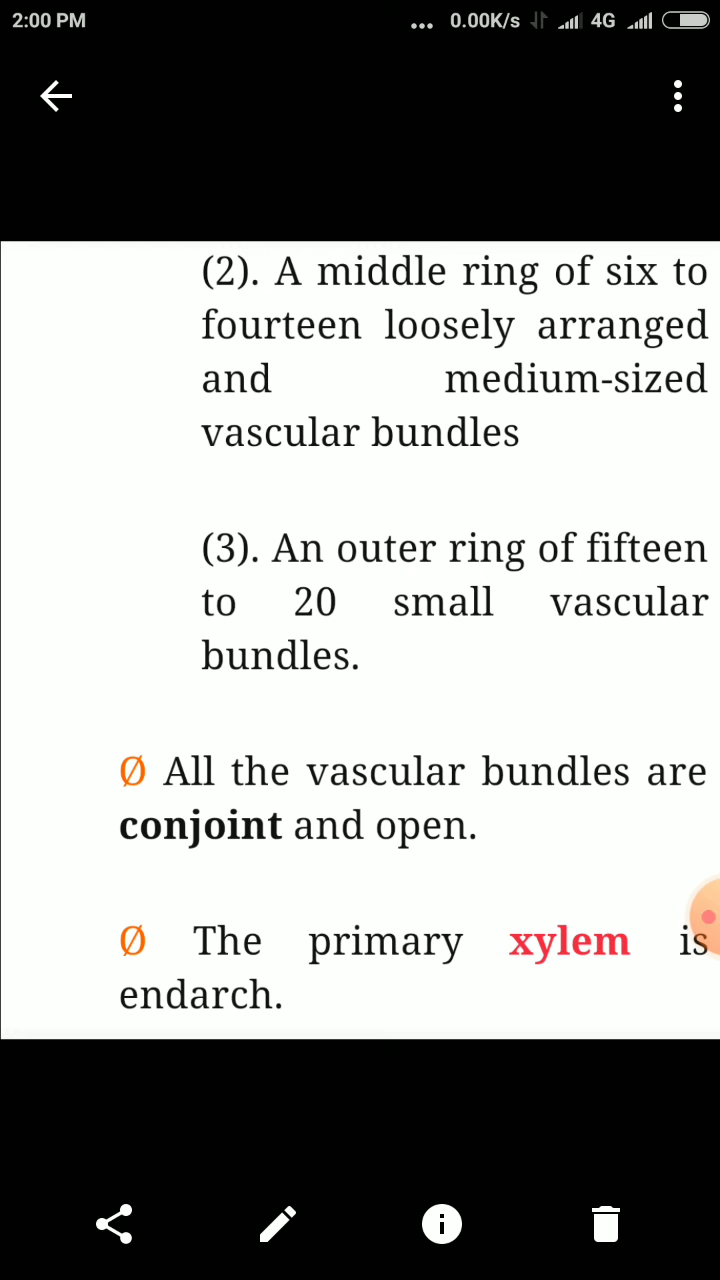 2:00 PM ... 0.00K/s 4G
(2). A middle ring of six to
fourteen loosely arranged
and medium-sized
vascular bundles
(3). An outer ring of fifteen
to 20 small vascular
bundles.
Ø All the vascular bundles are
conjoint and open.
Ø The primary xylem is
endarch.